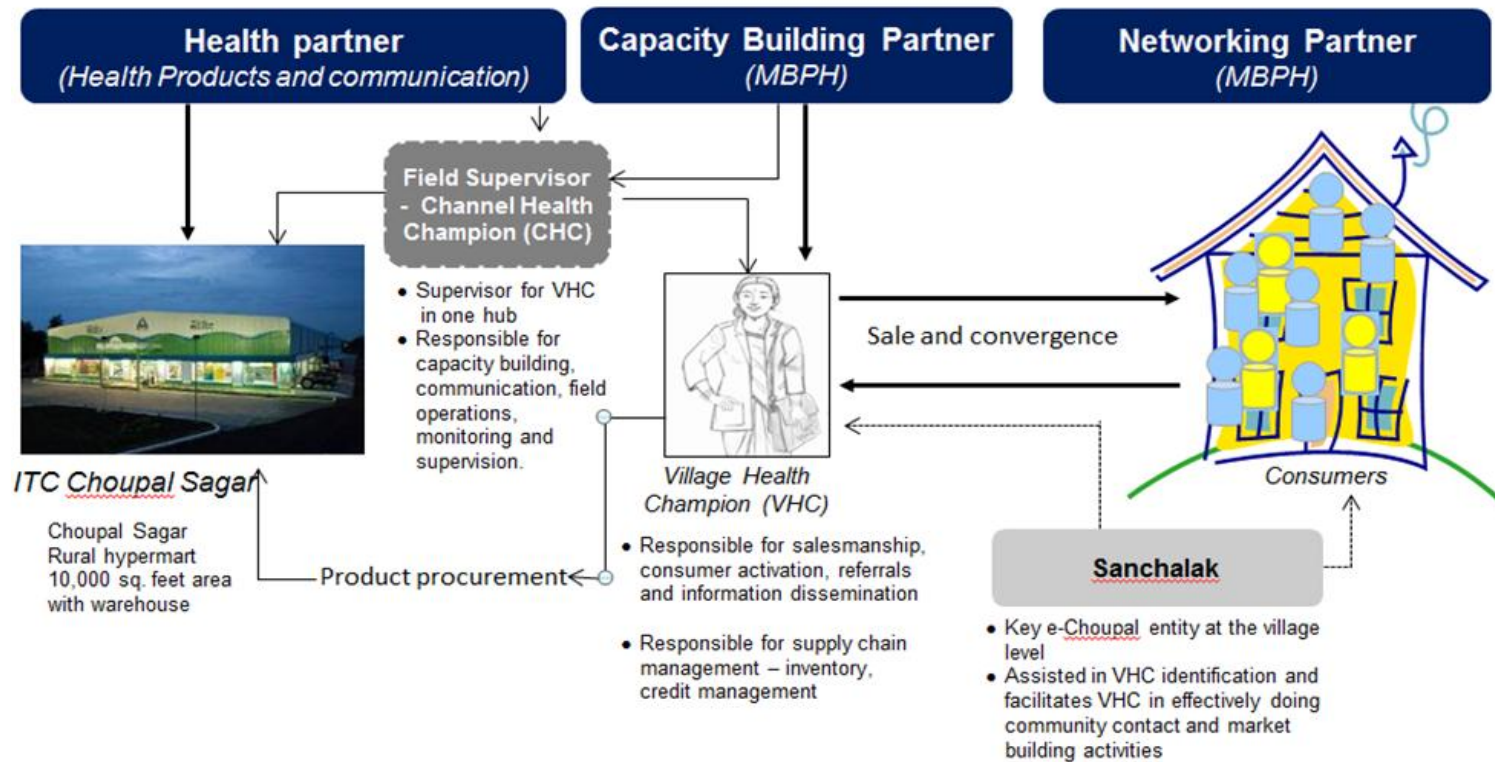 Health partner
(Health Products and communication)
Capacity Building Partner
(MBPH)
Networking Partner
(MBPH)
Field Supervisor
- Channel Health
Champion (CHC)
• Supervisor for VHC
in one hub
• Responsible for
capacity building,
communication, field
operations,
monitoring and
supervision.
ITC Choupal Sagar
Choupal Sagar
Rural hypermart
10,000 sq. feet area
with warehouse
Product procurement
Village Health
Champion (VHC)
• Responsible for salesmanship,
consumer activation, referrals
and information dissemination
• Responsible for supply chain
management – inventory,
credit management
Sale and convergence
Consumers
Sanchalak
• Key e-Choupal entity at the village
level
• Assisted in VHC identification and
facilitates VHC in effectively doing
community contact and market
building activities